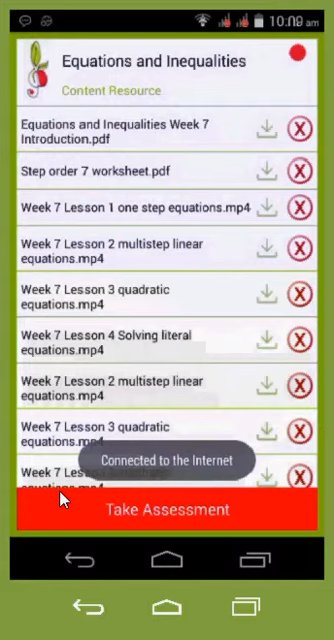 10:09 am
Equations and Inequalities
Content Resource
Equations and Inequalities Week 7
Introduction.pdf
Step order 7 worksheet.pdf
Week 7 Lesson 1 one step equations.mp4
Week 7 Lesson 2 multistep linear
equations.mp4
Week 7 Lesson 3 quadratic
equations.mp4
Week 7 Lesson 4 Solving literal
equations.mp4
Week 7 Lesson 2 multistep linear
equations.mp4
Week 7 Lesson 3 quadratic
equations.mp4
Connected to the Internet
Week 7
Take Assessment